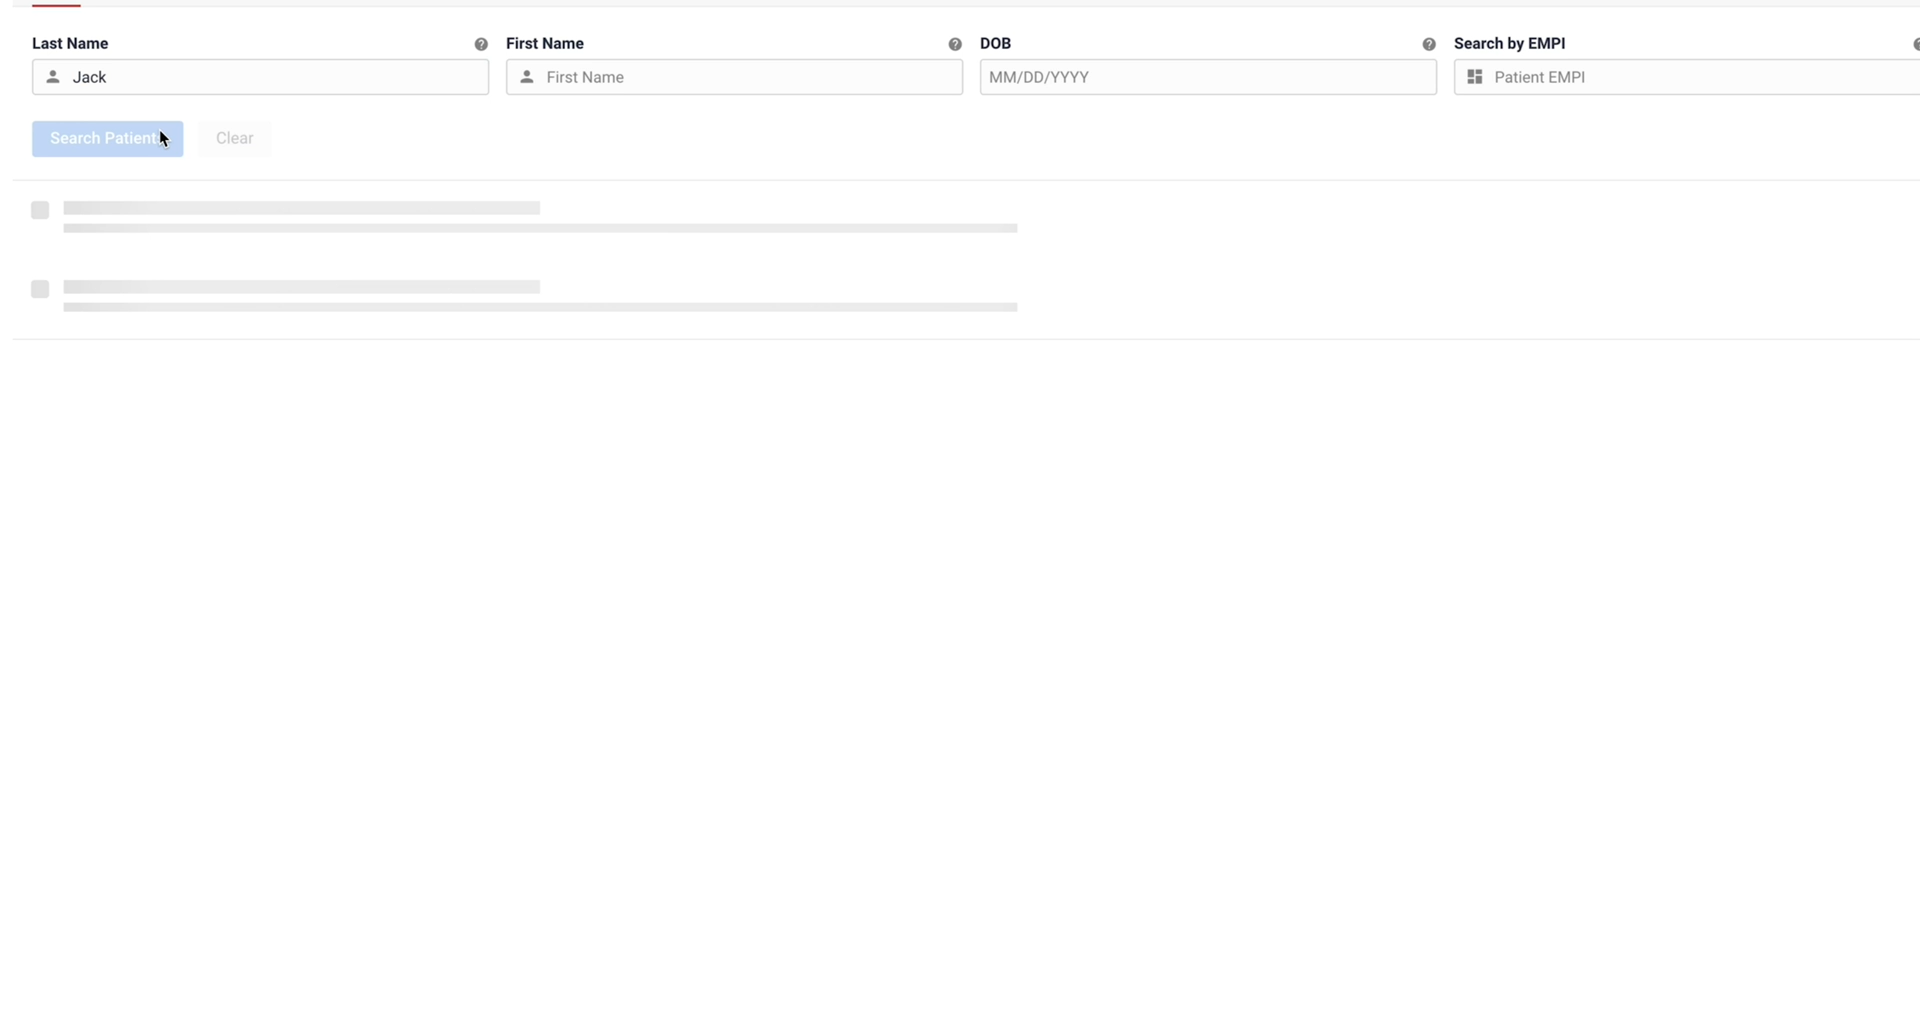 Last Name
First Name
DOB
Search by EMPI
Jack
First Name
MM/DD/YYYY
Patient EMPI
Search Patient
Clear